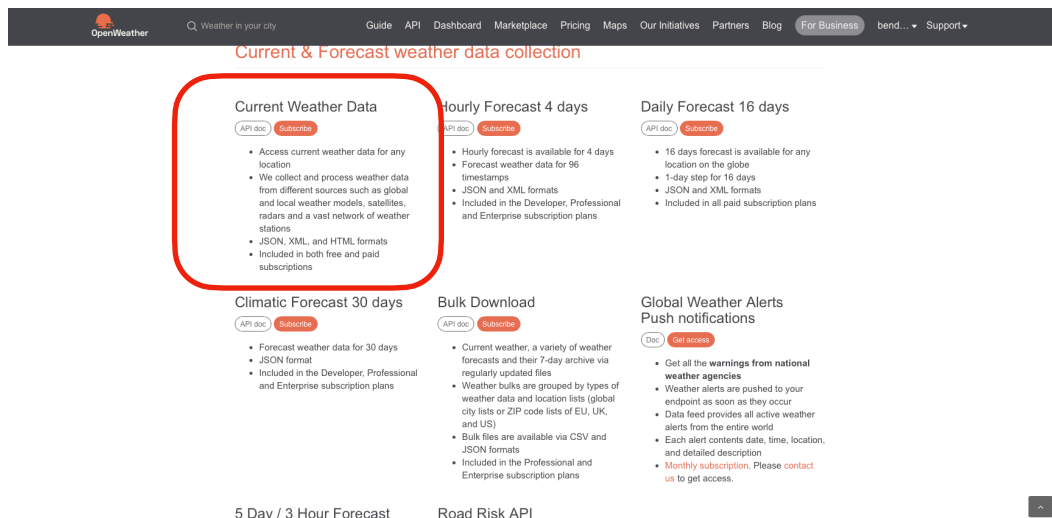 OpenWeather
Weather in your city
Guide API Dashboard Marketplace Pricing Maps Our Initiatives Partners Blog For Business bend... Support
Current & Forecast weather data collection
Current Weather Data
API doc Subscribe
Access current weather data for any
location
We collect and process weather data
from different sources such as global
and local weather models, satellites,
radars and a vast network of weather
stations
JSON, XML, and HTML formats
Included in both free and paid
subscriptions
Hourly Forecast 4 days
API doc Subscribe
Hourly forecast is available for 4 days
Forecast weather data for 96
timestamps
JSON and XML formats
Included in the Developer, Professional
and Enterprise subscription plans
Daily Forecast 16 days
API doc Subscribe
16 days forecast is available for any
location on the globe
1-day step for 16 days
JSON and XML formats
Included in all paid subscription plans
Climatic Forecast 30 days
API doc Subscribe
Forecast weather data for 30 days
JSON format
Included in the Developer, Professional
and Enterprise subscription plans
Bulk Download
API doc Subscribe
Current weather, a variety of weather
forecasts and their 7-day archive via
regularly updated files
Weather bulks are grouped by types of
weather data and location lists (global
city lists or ZIP code lists of EU, UK,
and US)
Bulk files are available via CSV and
JSON formats
Included in the Professional and
Enterprise subscription plans
Global Weather Alerts
Push notifications
Doc Get access
Get all the warnings from national
weather agencies
Weather alerts are pushed to your
endpoint as soon as they occur
Data feed provides all active weather
alerts from the entire world
Each alert contents date, time, location,
and detailed description
Monthly subscription. Please contact
us to get access.
5 Day / 3 Hour Forecast
Road Risk API